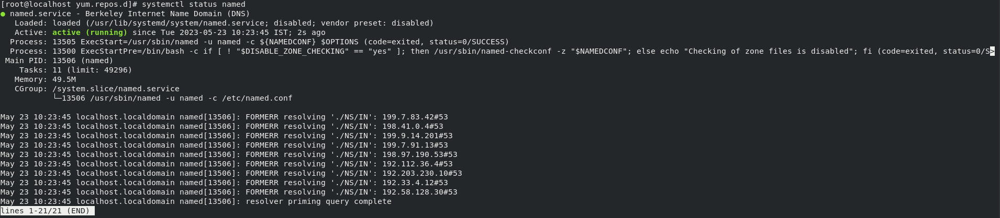 [root@localhost yum.repos.d]# systemctl status named
● named.service - Berkeley Internet Name Domain (DNS)
   Loaded: loaded (/usr/lib/systemd/system/named.service; disabled; vendor preset: disabled)
   Active: active (running) since Tue 2023-05-23 10:23:45 IST; 2s ago
  Process: 13505 ExecStart=/usr/sbin/named -u named -c ${NAMEDCONF} $OPTIONS (code=exited, status=0/SUCCESS)
  Process: 13500 ExecStartPre=/bin/bash -c if [ ! "$DISABLE_ZONE_CHECKING" == "yes" ]; then /usr/sbin/named-checkconf -z "$NAMEDCONF"; else echo "Checking of zone files is disabled"; fi (code=exited, status=0/S>
 Main PID: 13506 (named)
    Tasks: 11 (limit: 49296)
   Memory: 49.5M
   CGroup: /system.slice/named.service
           └─13506 /usr/sbin/named -u named -c /etc/named.conf

May 23 10:23:45 localhost.localdomain named[13506]: FORMERR resolving './NS/IN': 199.7.83.42#53
May 23 10:23:45 localhost.localdomain named[13506]: FORMERR resolving './NS/IN': 198.41.0.4#53
May 23 10:23:45 localhost.localdomain named[13506]: FORMERR resolving './NS/IN': 199.9.14.201#53
May 23 10:23:45 localhost.localdomain named[13506]: FORMERR resolving './NS/IN': 199.7.91.13#53
May 23 10:23:45 localhost.localdomain named[13506]: FORMERR resolving './NS/IN': 198.97.190.53#53
May 23 10:23:45 localhost.localdomain named[13506]: FORMERR resolving './NS/IN': 192.112.36.4#53
May 23 10:23:45 localhost.localdomain named[13506]: FORMERR resolving './NS/IN': 192.203.230.10#53
May 23 10:23:45 localhost.localdomain named[13506]: FORMERR resolving './NS/IN': 192.33.4.12#53
May 23 10:23:45 localhost.localdomain named[13506]: FORMERR resolving './NS/IN': 192.58.128.30#53
May 23 10:23:45 localhost.localdomain named[13506]: resolver priming query complete
lines 1-21/21 (END)